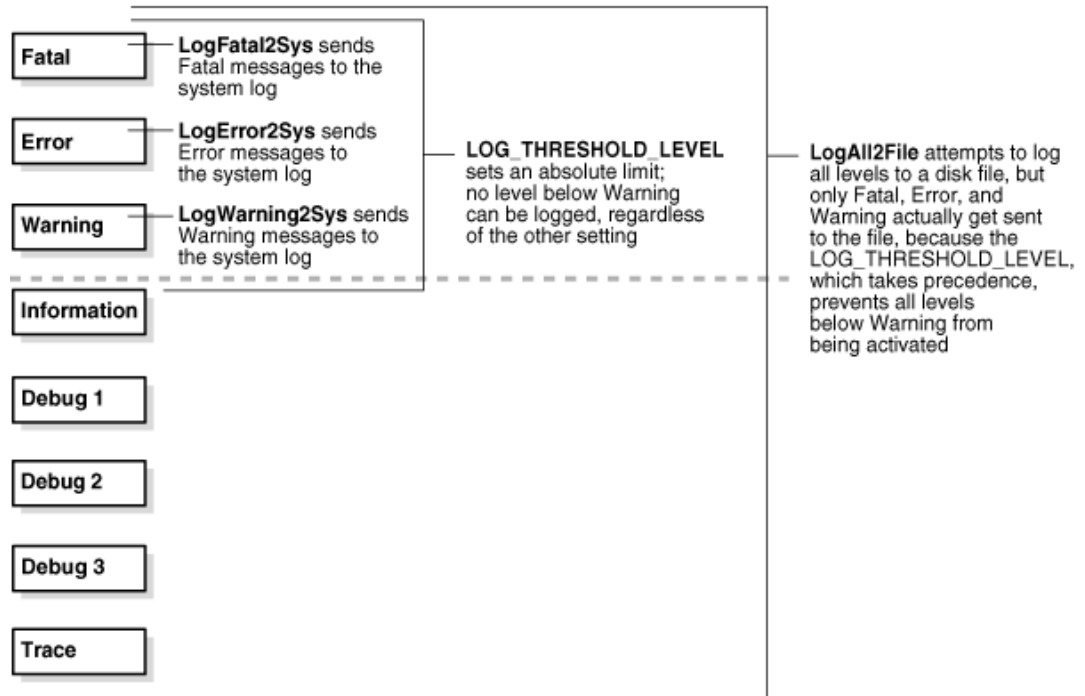 Fatal
LogFatal2Sys sends
Fatal messages to the
system log
Error
LogError2Sys sends
Error messages to
the system log
Warning
LogWarning2Sys sends
Warning messages to
the system log
LOG_THRESHOLD_LEVEL
sets an absolute limit;
no level below Warning
can be logged, regardless
of the other setting
LogAll2File attempts to log
all levels to a disk file, but
only Fatal, Error, and
Warning actually get sent
to the file, because the
LOG_THRESHOLD_LEVEL,
which takes precedence,
prevents all levels
below Warning from
being activated
Information
Debug 1
Debug 2
Debug 3
Trace